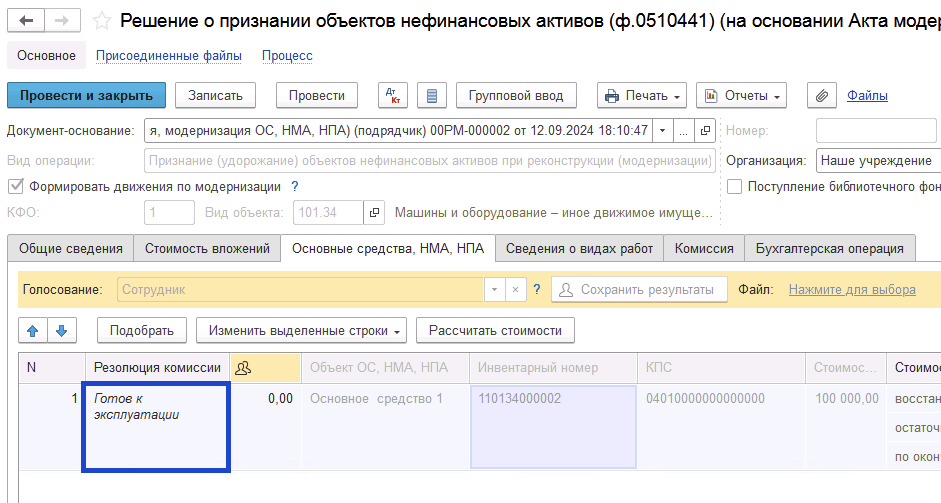 Решение о признании объектов нефинансовых активов (ф.0510441) (на основании Акта модер
Основное Присоединенные файлы Процесс
Провести и закрыть Записать Провести Дт Кт Групповой ввод Печать Отчеты Файлы
Документ-основание: я, модернизация ОС, НМА, НПА) (подрядчик) 00РМ-000002 от 12.09.2024 18:10:47 ... Номер:
Вид операции: Признание (удорожание) объектов нефинансовых активов при реконструкции (модернизации) Организация: Наше учреждение
Формировать движения по модернизации ? Поступление библиотечного фон
КФО: 1 Вид объекта: 101.34 Машины и оборудование – иное движимое имуще...
Общие сведения Стоимость вложений Основные средства, НМА, НПА Сведения о видах работ Комиссия Бухгалтерская операция
Голосование: Сотрудник × ? Сохранить результаты Файл: Нажмите для выбора
Подобрать Изменить выделенные строки Рассчитать стоимости
N Резолюция комиссии Объект ОС, НМА, НПА Инвентарный номер КПС Стоимос... Стоимос
1 Готов к 0,00 Основное средство 1 110134000002 04010000000000000 100 000,00 восстан
эксплуатации
остаточ
по окон